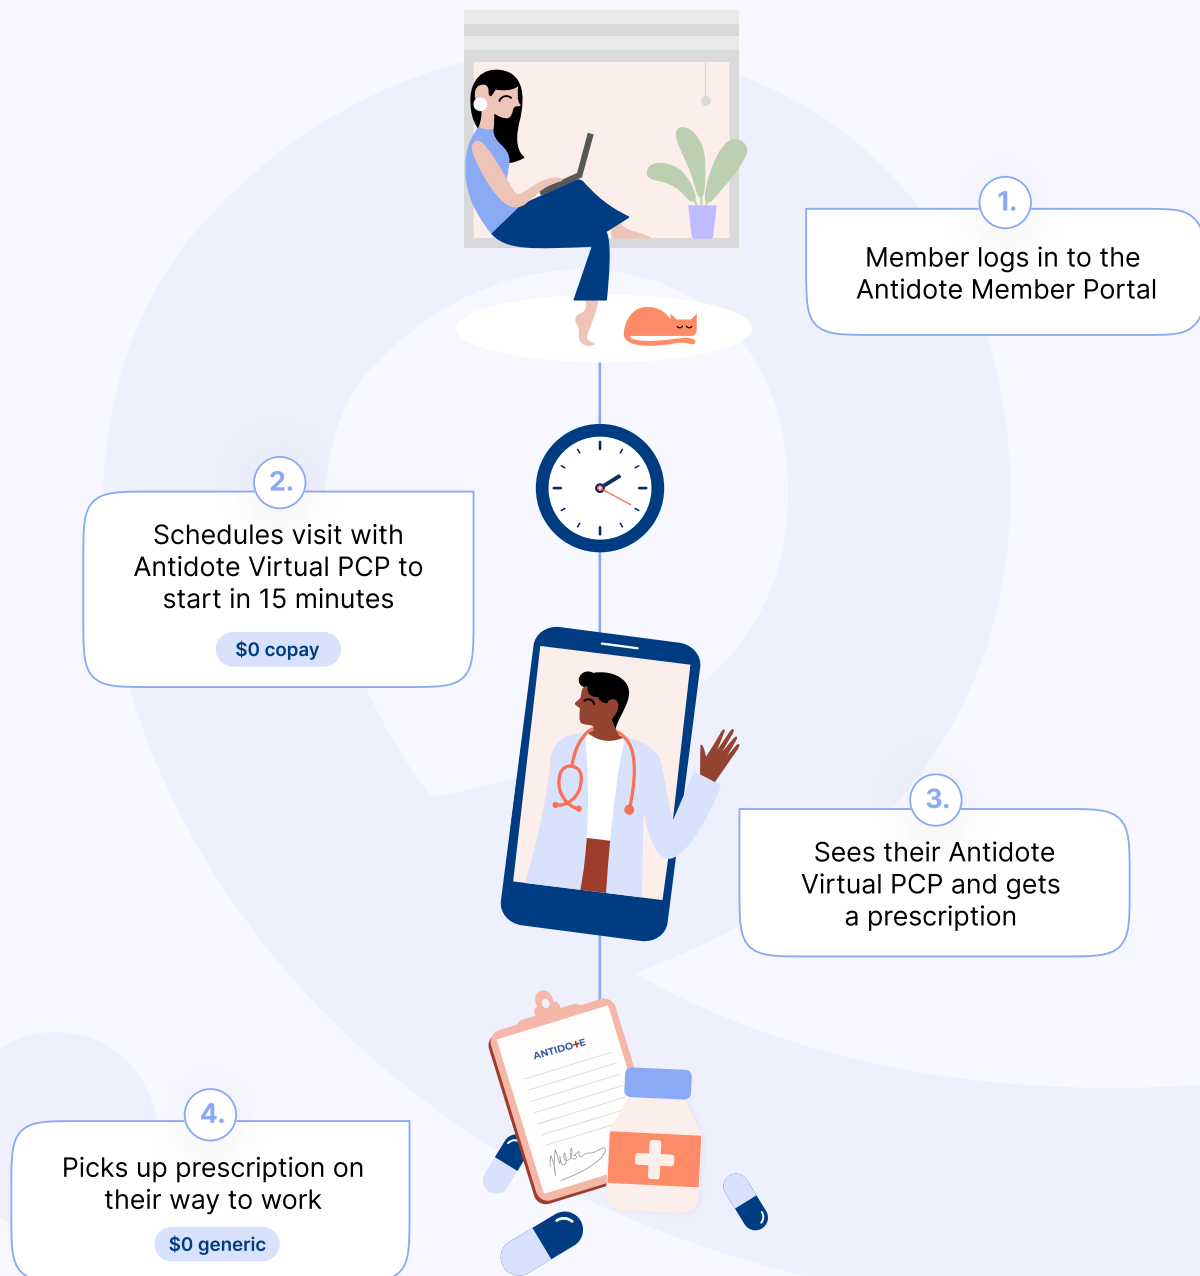 1.
Member logs in to the
Antidote Member Portal
2.
Schedules visit with
Antidote Virtual PCP to
start in 15 minutes
$0 copay
3.
Sees their Antidote
Virtual PCP and gets
a prescription
ANTIDOTE
4.
Picks up prescription on
their way to work
$0 generic